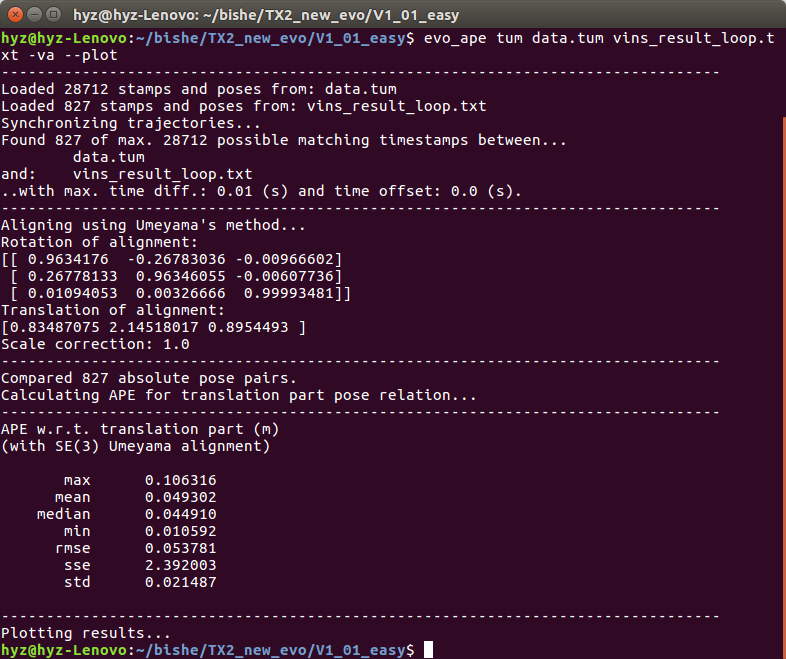 hyz@hyz-Lenovo: ~/bishe/TX2_new_evo/V1_01_easy
hyz@hyz-Lenovo:~/bishe/TX2_new_evo/V1_01_easy$ evo_ape tum data.tum vins_result_loop.t
xt -va --plot
--------------------------------------------------------------------------------
Loaded 28712 stamps and poses from: data.tum
Loaded 827 stamps and poses from: vins_result_loop.txt
Synchronizing trajectories...
Found 827 of max. 28712 possible matching timestamps between...
        data.tum
and:    vins_result_loop.txt
..with max. time diff.: 0.01 (s) and time offset: 0.0 (s).
--------------------------------------------------------------------------------
Aligning using Umeyama's method...
Rotation of alignment:
[[ 0.9634176  -0.26783036 -0.00966602]
 [ 0.26778133  0.96346055 -0.00607736]
 [ 0.01094053  0.00326666  0.99993481]]
Translation of alignment:
[0.83487075 2.14518017 0.8954493 ]
Scale correction: 1.0
--------------------------------------------------------------------------------
Compared 827 absolute pose pairs.
Calculating APE for translation part pose relation...
--------------------------------------------------------------------------------
APE w.r.t. translation part (m)
(with SE(3) Umeyama alignment)
       max      0.106316
      mean      0.049302
    median      0.044910
       min      0.010592
      rmse      0.053781
       sse      2.392003
       std      0.021487
--------------------------------------------------------------------------------
Plotting results...
hyz@hyz-Lenovo:~/bishe/TX2_new_evo/V1_01_easy$